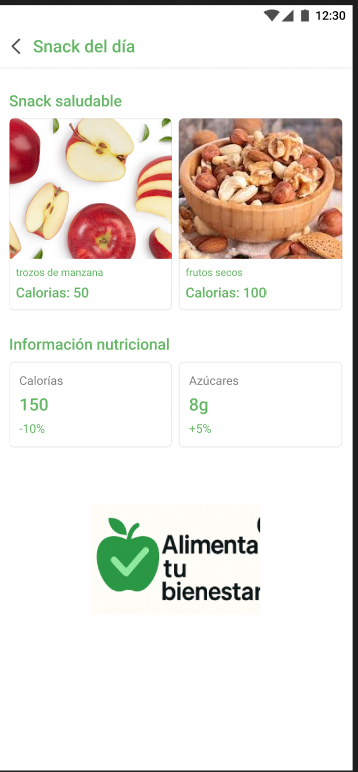 12:30
Snack del día
Snack saludable
trozos de manzana
Calorias: 50
frutos secos
Calorias: 100
Información nutricional
Calorías
150
-10%
Azúcares
8g
+5%
Alimenta
tu
bienestar